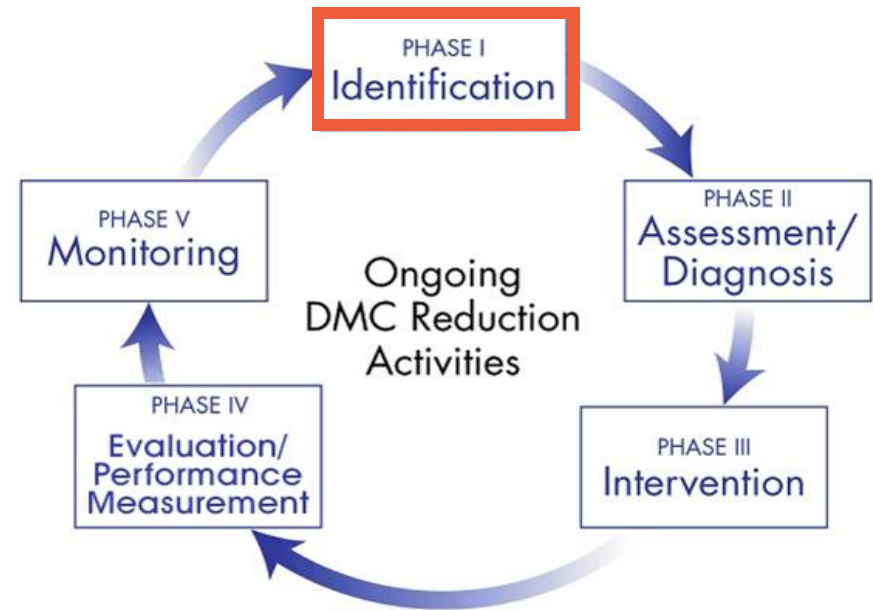 PHASE I
Identification
PHASE II
Assessment/
Diagnosis
PHASE III
Intervention
PHASE IV
Evaluation/
Performance
Measurement
PHASE V
Monitoring
Ongoing
DMC Reduction
Activities